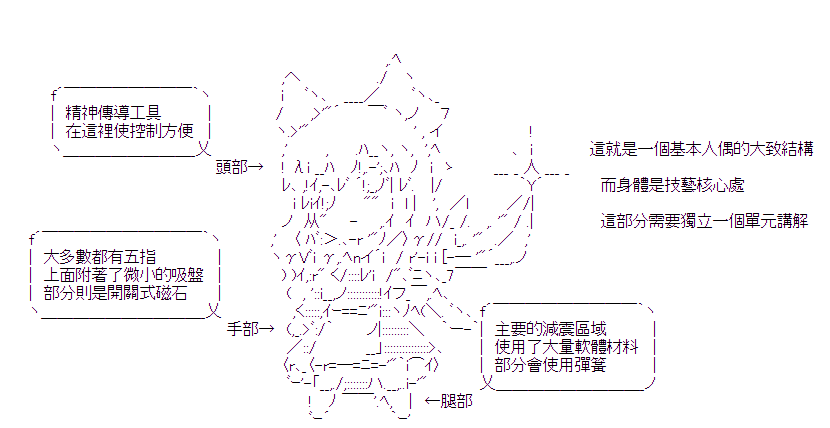 精神傳導工具
在這裡使控制方便
頭部→
這就是一個基本人偶的大致結構
而身體是技藝核心處
這部分需要獨立一個單元講解
大多數都有五指
上面附著了微小的吸盤
部分則是開關式磁石
手部→
主要的減震區域
使用了大量軟體材料
部分會使用彈簧
←腿部